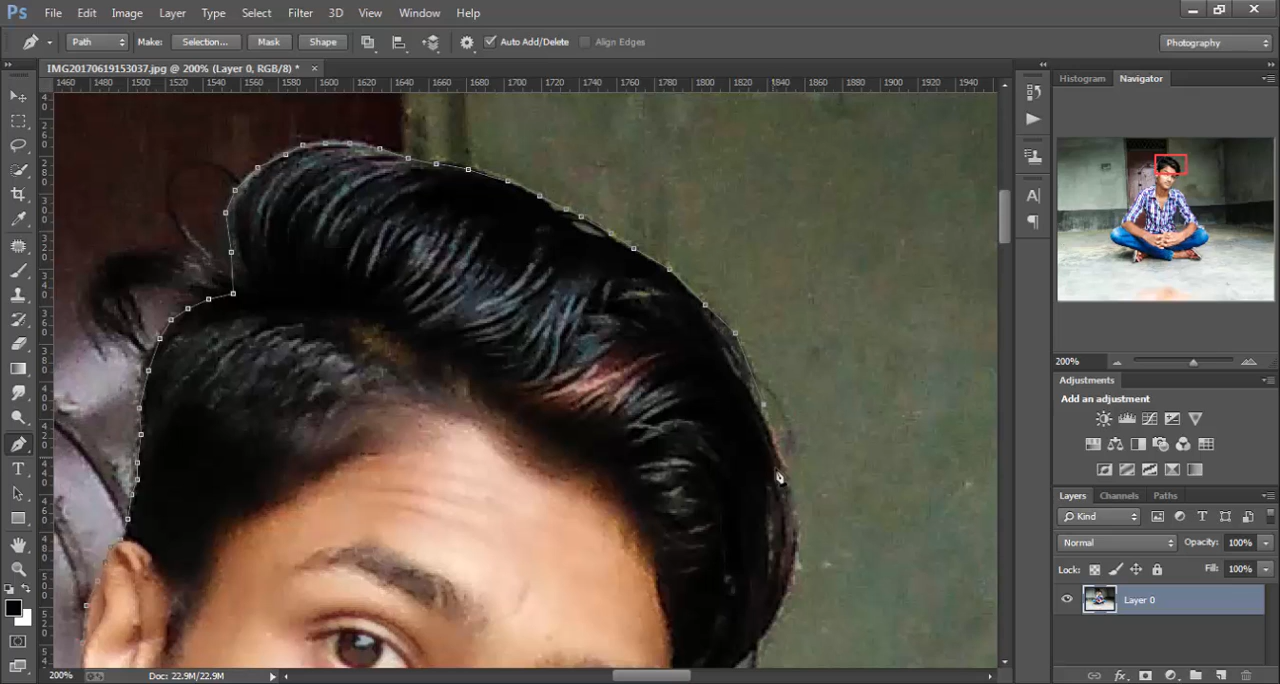 Ps File Edit Image Layer Type Select Filter 3D View Window Help
Path Make: Selection... Mask Shape Auto Add/Delete Align Edges Photography
IMG20170619153037.jpg @ 200% (Layer 0, RGB/8) * ×
1460 1480 1500 1520 1540 1560 1580 1600 1620 1640 1660 1680 1700 1720 1740 1760 1780 1800 1820 1840 1860 1880 1900 1920 1940
Histogram Navigator
200%
Adjustments
Add an adjustment
Layers Channels Paths
Kind
Normal Opacity: 100%
Lock: Fill: 100%
Layer 0
200% Doc: 22.9M/22.9M